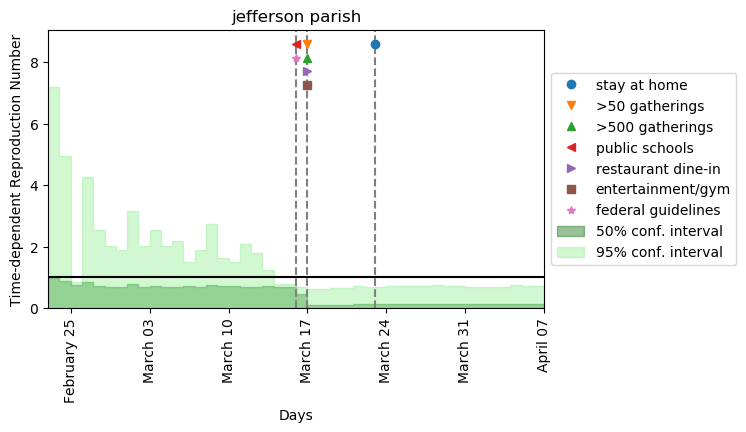 jefferson parish
Time-dependent Reproduction Number
8
6
4
2
0
February 25
March 03
March 10
March 17
March 24
March 31
April 07
Days
stay at home
>50 gatherings
>500 gatherings
public schools
restaurant dine-in
entertainment/gym
federal guidelines
50% conf. interval
95% conf. interval